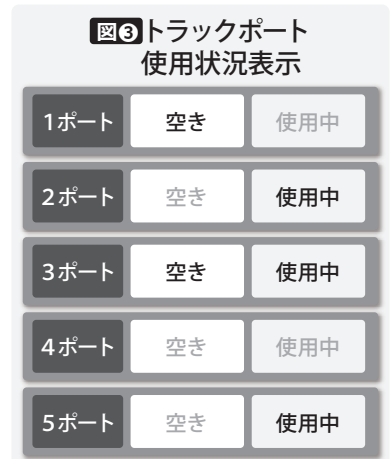 図❸トラックポート
使用状況表示
1ポート 空き 使用中
2ポート 空き 使用中
3ポート 空き 使用中
4ポート 空き 使用中
5ポート 空き 使用中